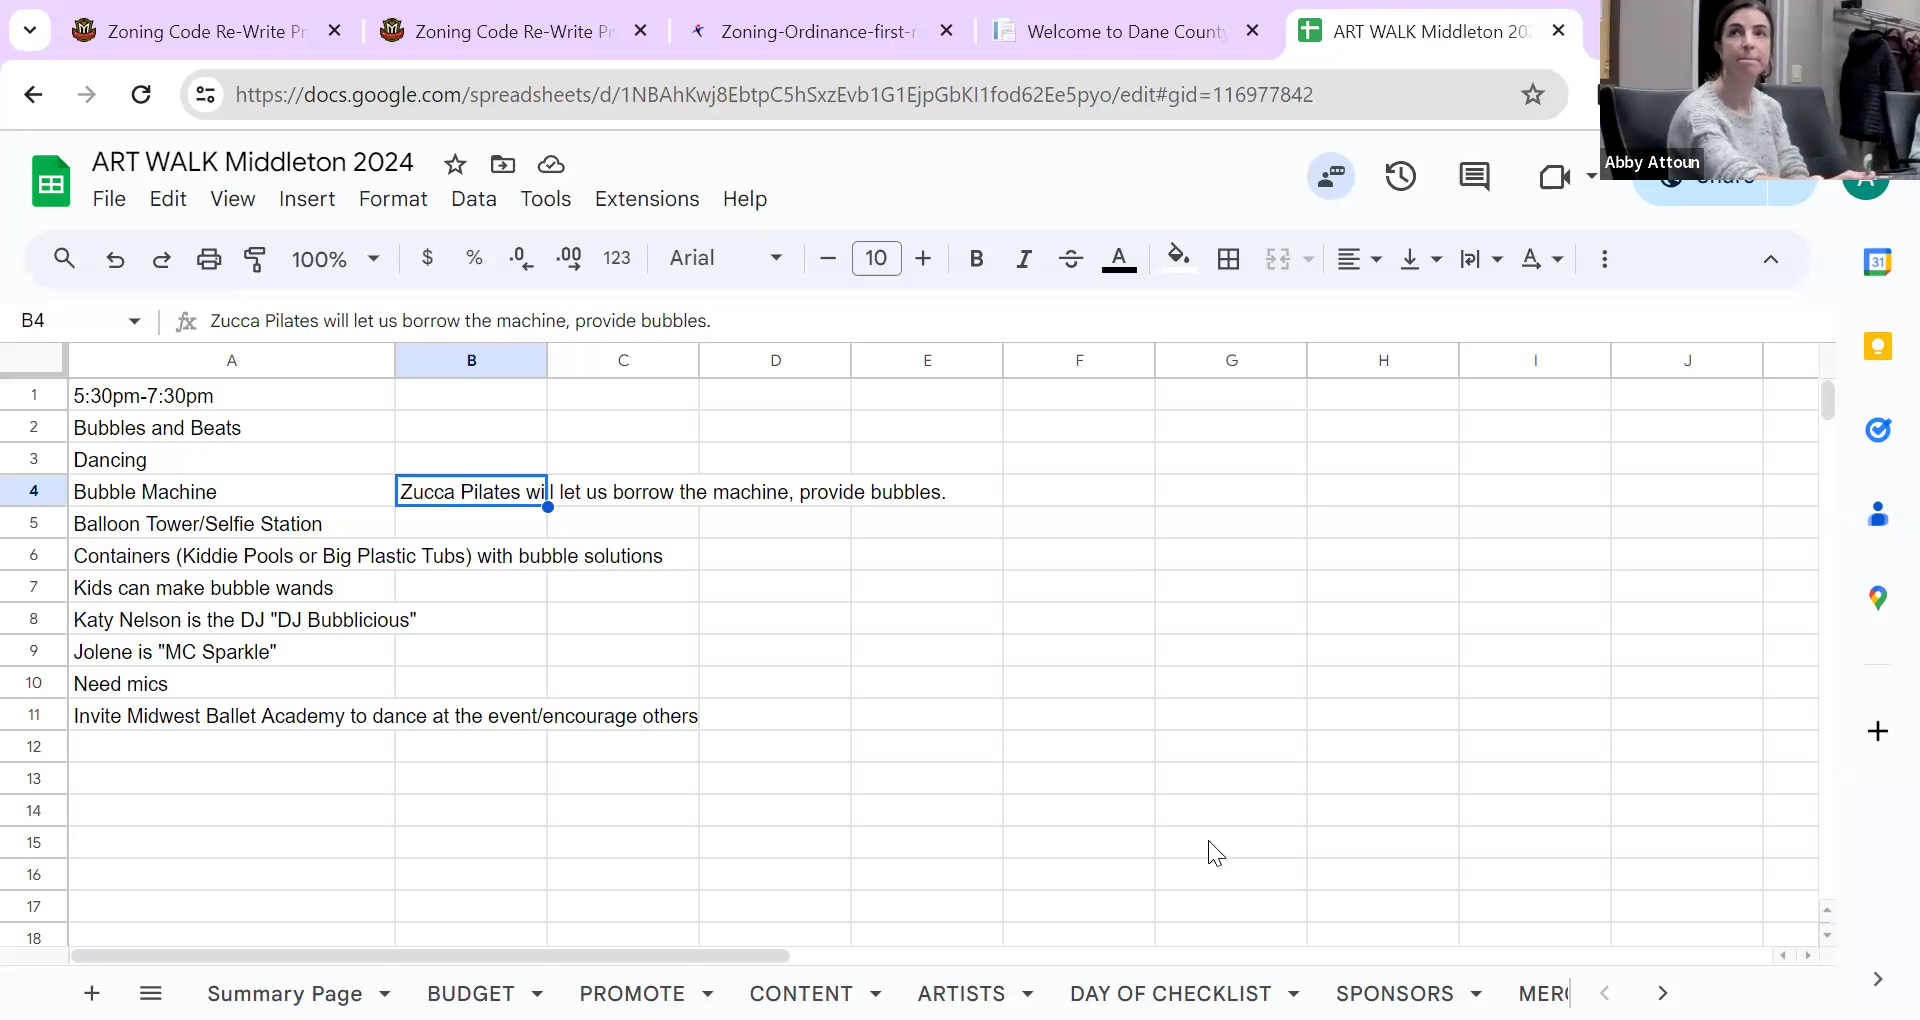 Zoning Code Re-Write Pr
Zoning Code Re-Write Pr
Zoning-Ordinance-first-r
Welcome to Dane County
ART WALK Middleton 202
https://docs.google.com/spreadsheets/d/1NBAhKwj8EbtpC5hSxzEvb1G1EjpGbKI1fod62Ee5pyo/edit#gid=116977842
Abby Attoun
ART WALK Middleton 2024
File Edit View Insert Format Data Tools Extensions Help
Share
A
100% $ % .0 .00 123 Arial 10 B I S A
31
B4 fx Zucca Pilates will let us borrow the machine, provide bubbles.
A B C D E F G H I J
1 5:30pm-7:30pm
2 Bubbles and Beats
3 Dancing
4 Bubble Machine Zucca Pilates will let us borrow the machine, provide bubbles.
5 Balloon Tower/Selfie Station
6 Containers (Kiddie Pools or Big Plastic Tubs) with bubble solutions
7 Kids can make bubble wands
8 Katy Nelson is the DJ "DJ Bubblicious"
9 Jolene is "MC Sparkle"
10 Need mics
11 Invite Midwest Ballet Academy to dance at the event/encourage others
12
13
14
15
16
17
18
Summary Page BUDGET PROMOTE CONTENT ARTISTS DAY OF CHECKLIST SPONSORS MERC